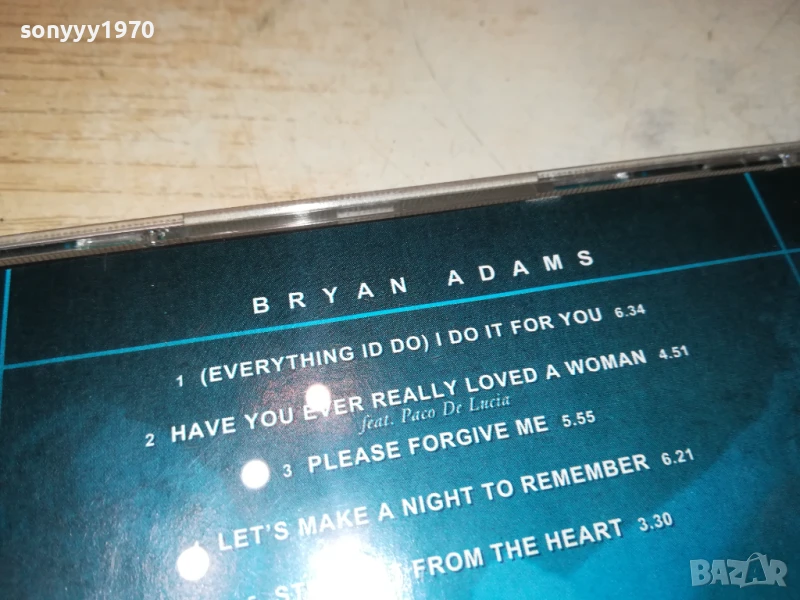 sonyyy1970
BRYAN ADAMS
1 (EVERYTHING ID DO) I DO IT FOR YOU 6.34
2 HAVE YOU EVER REALLY LOVED A WOMAN 4.51
feat. Paco De Lucia
3 PLEASE FORGIVE ME 5.55
LET'S MAKE A NIGHT TO REMEMBER 6.21
FROM THE HEART 3.30
BAZAR